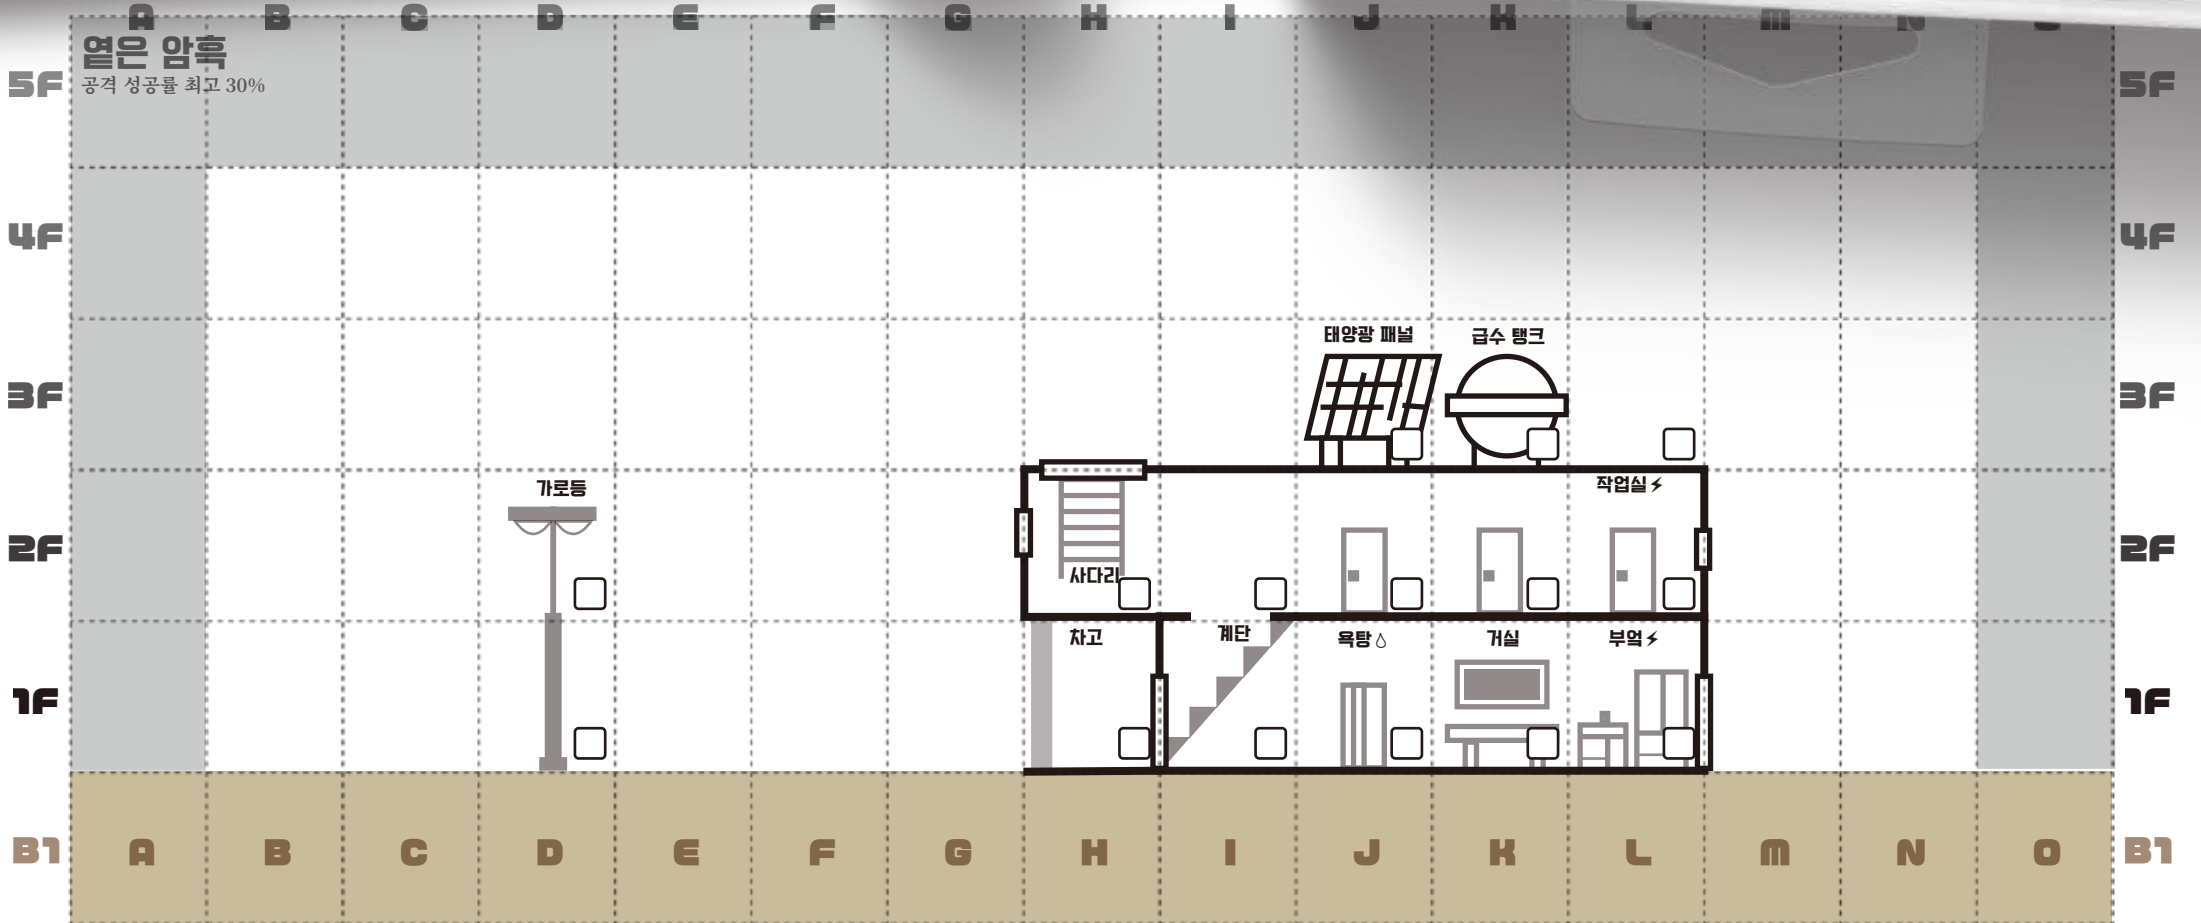 A B C D E F G H I J K L M N O
옅은 암흑
공격 성공률 최고 30%
5F 5F
4F 4F
태양광 패널 급수 탱크
3F 3F
가로등 작업실
2F 2F
사다리
차고 계단 욕탕 거실 부엌
1F 1F
B1 A B C D E F G H I J K L M N O B1